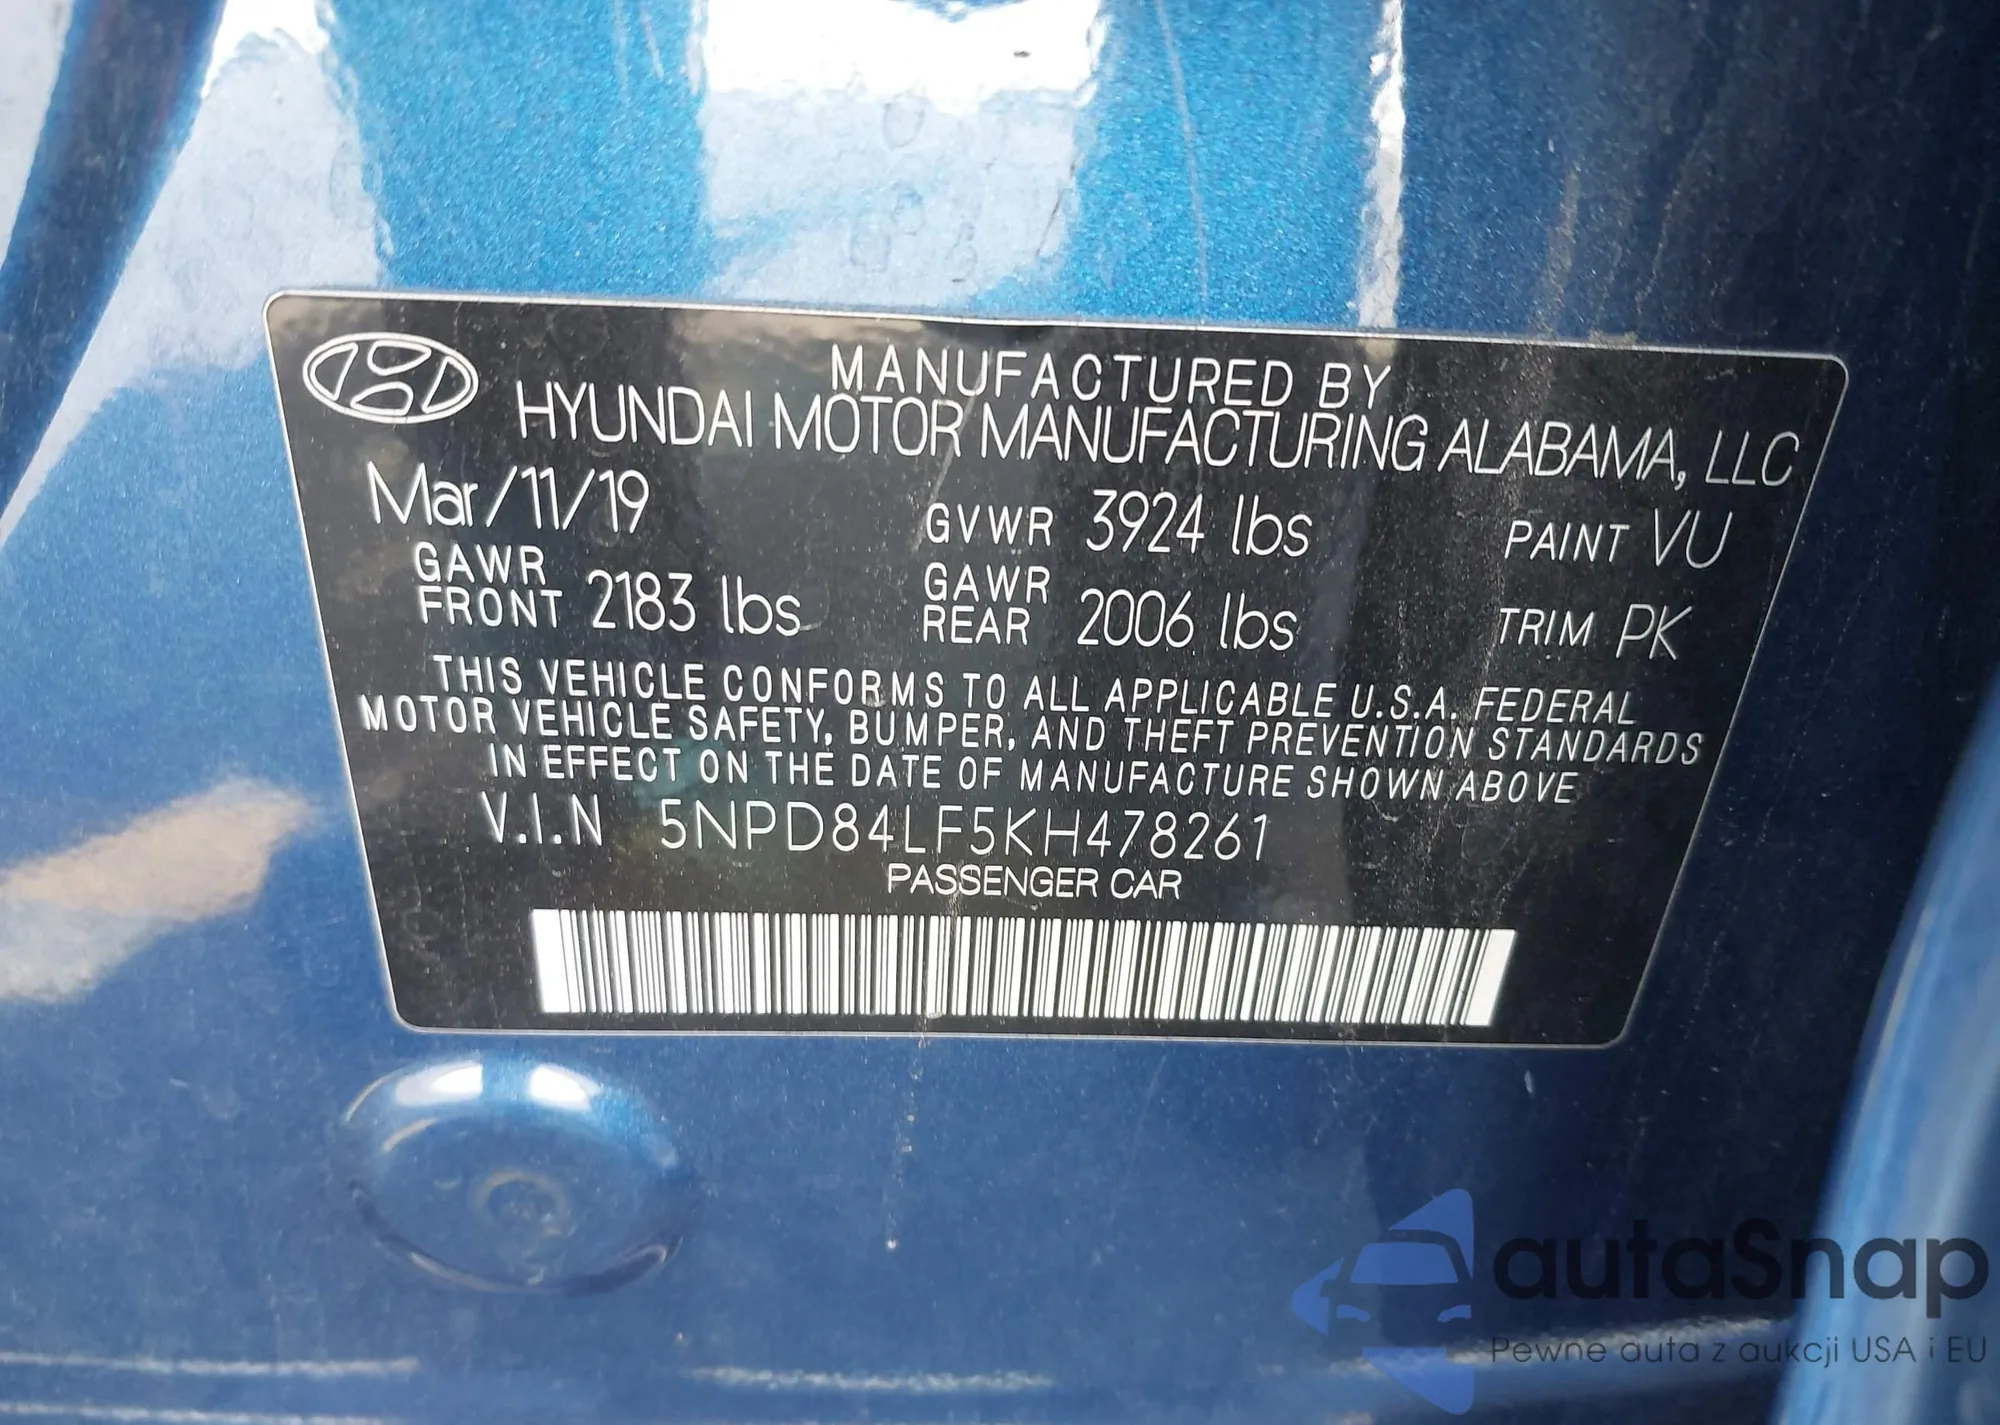 MANUFACTURED BY
HYUNDAI MOTOR MANUFACTURING ALABAMA, LLC
Mar/11/19 GVWR 3924 lbs PAINT VU
GAWR FRONT 2183 lbs GAWR REAR 2006 lbs TRIM PK
THIS VEHICLE CONFORMS TO ALL APPLICABLE U.S.A. FEDERAL
MOTOR VEHICLE SAFETY, BUMPER, AND THEFT PREVENTION STANDARDS
IN EFFECT ON THE DATE OF MANUFACTURE SHOWN ABOVE
V.I.N 5NPD84LF5KH478261
PASSENGER CAR
autaSnap
Pewne auta z aukcji USA i EU